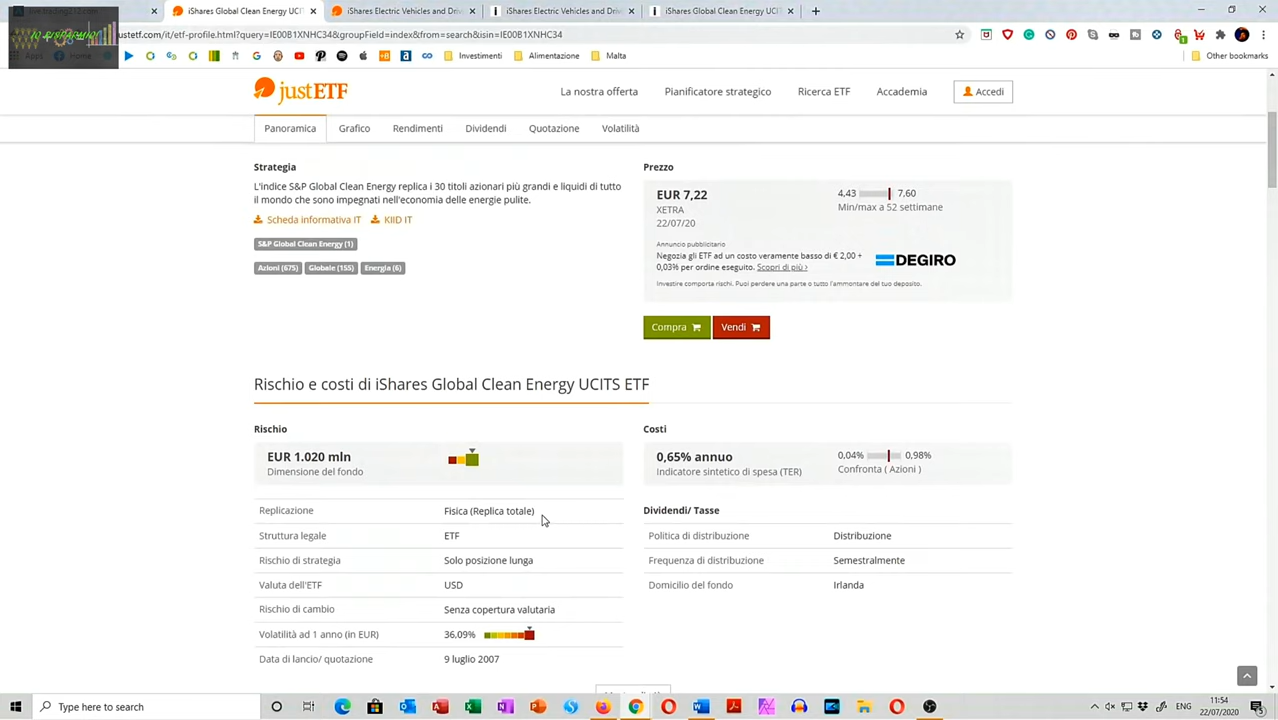 iShares Global Clean Energy UC
iShares Electric Vehicles and Driv
iShares Electric Vehicles and Driv
iShares Global Clean Energy UC
IO RISPARMIO
justetf.com/it/etf-profile.html?query=IE00B1XNHC34&groupField=index&from=search&isin=IE00B1XNHC34
Apps
Home
Investimenti
Alimentazione
Malta
Other bookmarks
justETF
La nostra offerta
Pianificatore strategico
Ricerca ETF
Accademia
Accedi
Panoramica
Grafico
Rendimenti
Dividendi
Quotazione
Volatilità
Strategia
L'indice S&P Global Clean Energy replica i 30 titoli azionari più grandi e liquidi di tutto
il mondo che sono impegnati nell'economia delle energie pulite.
Scheda informativa IT
KIID IT
S&P Global Clean Energy (1)
Azioni (675)
Globale (155)
Energia (6)
Prezzo
EUR 7,22
XETRA
22/07/20
4,43
7,60
Min/max a 52 settimane
Annuncio pubblicitario
Negozia gli ETF ad un costo veramente basso di € 2,00 +
0,03% per ordine eseguito. Scopri di più ›
DEGIRO
Investire comporta rischi. Puoi perdere una parte o tutto l'ammontare del tuo deposito.
Compra
Vendi
Rischio e costi di iShares Global Clean Energy UCITS ETF
Rischio
EUR 1.020 mln
Dimensione del fondo
Replicazione
Fisica (Replica totale)
Struttura legale
ETF
Rischio di strategia
Solo posizione lunga
Valuta dell'ETF
USD
Rischio di cambio
Senza copertura valutaria
Volatilità ad 1 anno (in EUR)
36,09%
Data di lancio/ quotazione
9 luglio 2007
Costi
0,65% annuo
Indicatore sintetico di spesa (TER)
0,04%
0,98%
Confronta ( Azioni )
Dividendi/ Tasse
Politica di distribuzione
Distribuzione
Frequenza di distribuzione
Semestralmente
Domicilio del fondo
Irlanda
Type here to search
ENG
11:54
22/07/2020